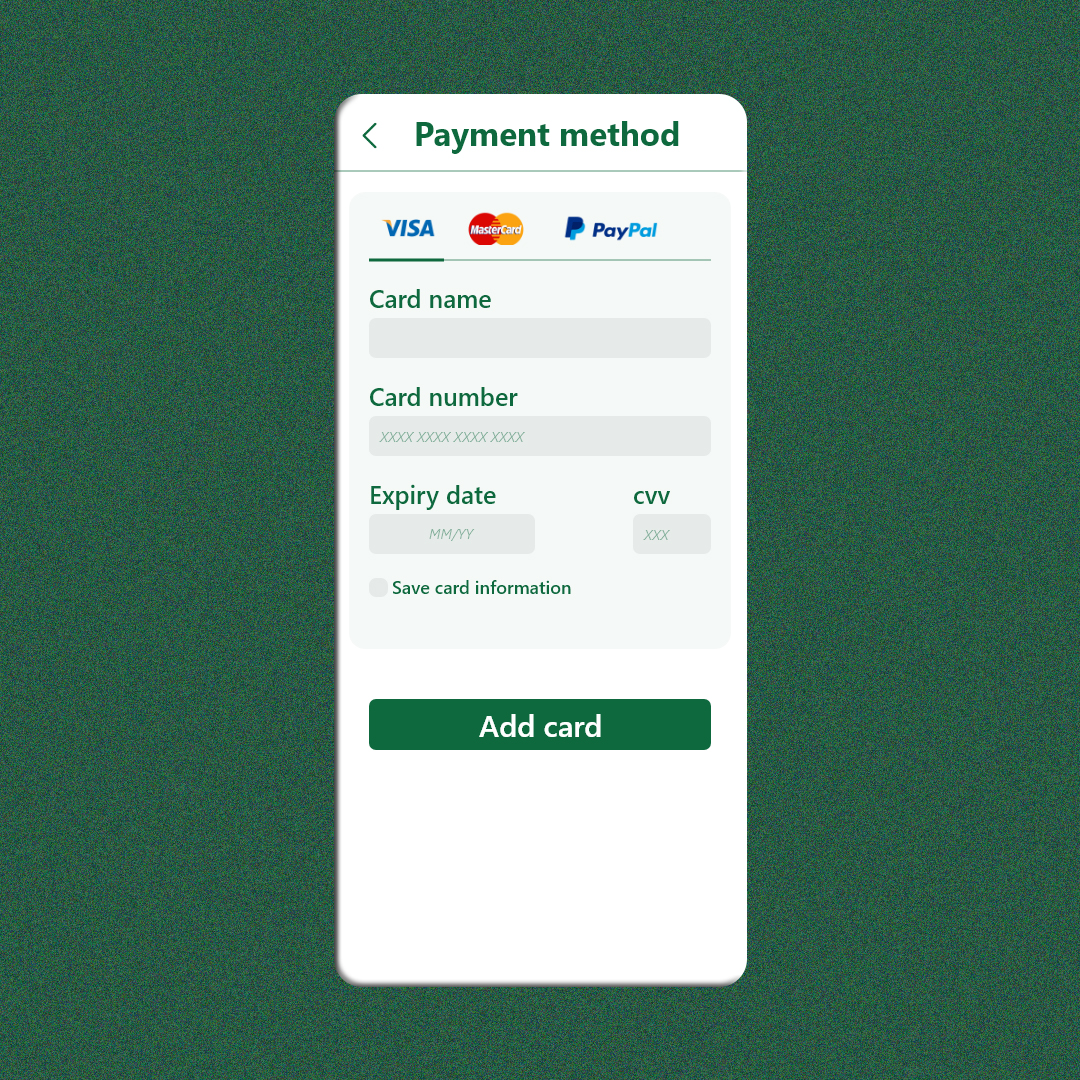 Payment method
VISA MasterCard PayPal
Card name
Card number
XXXX XXXX XXXX XXXX
Expiry date cvv
MM/YY XXX
Save card information
Add card